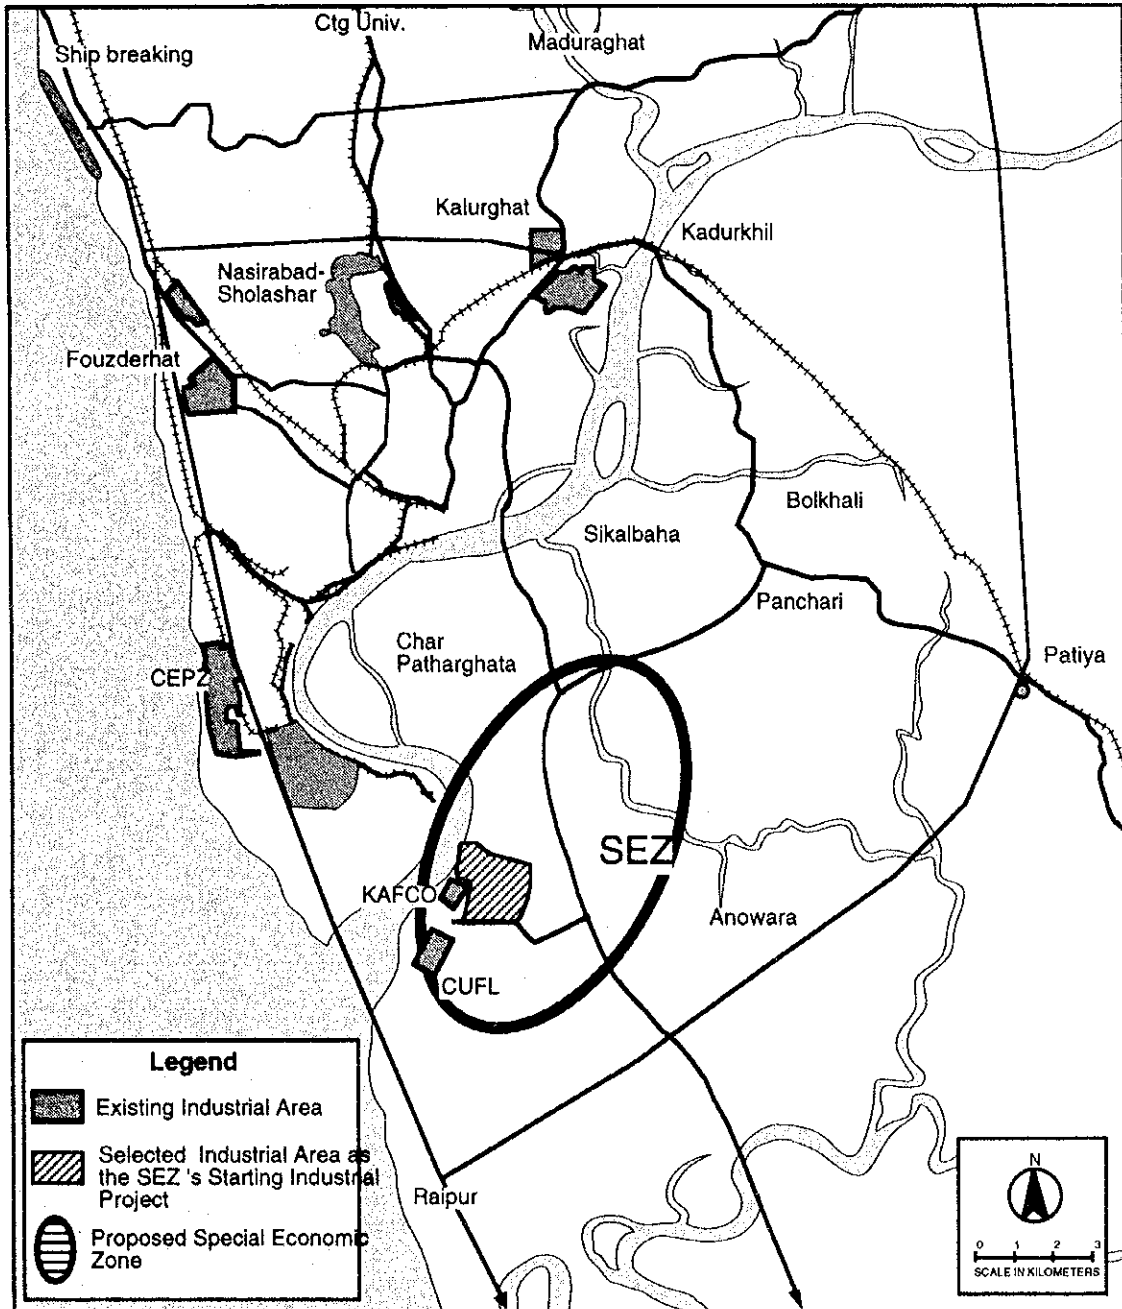 Ctg Univ.
Maduraghat
Ship breaking
Kalurghat
Kadurkhil
Nasirabad-
Sholashar
Fouzderhat
Bolkhali
Sikalbaha
Panchari
Char
Patharghata
Patiya
CEPZ
SEZ
KAFCO
Anowara
CUFL
Raipur
Legend
Existing Industrial Area
Selected Industrial Area as
the SEZ 's Starting Industrial
Project
Proposed Special Economic
Zone
N
0 1 2 3
SCALE IN KILOMETERS